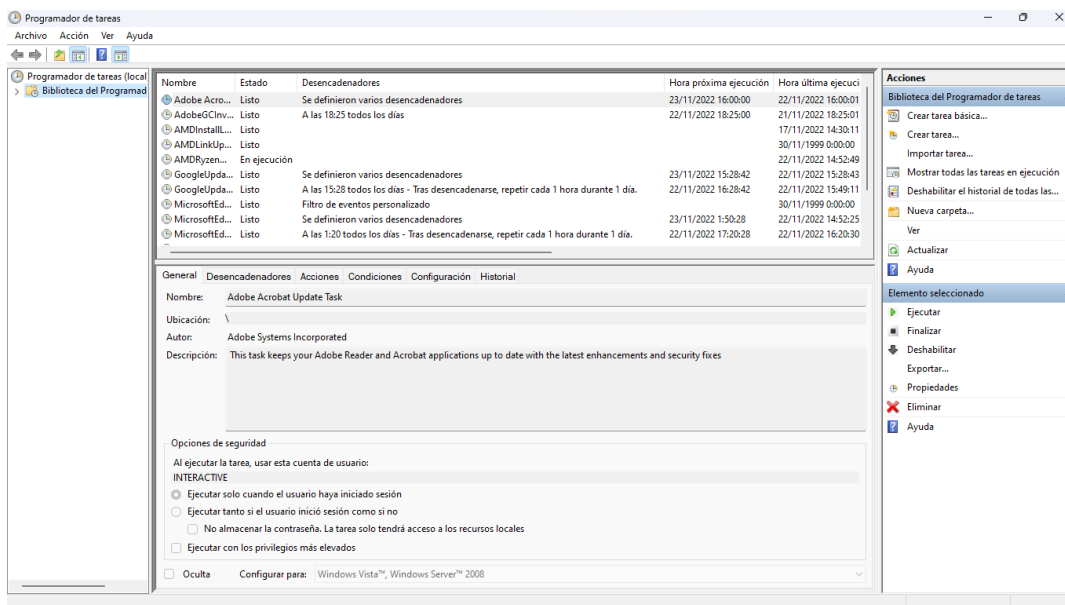 Programador de tareas
Archivo Acción Ver Ayuda
Programador de tareas (local
Biblioteca del Programad
Nombre Estado Desencadenadores Hora próxima ejecución Hora última ejecuci
Adobe Acro... Listo Se definieron varios desencadenadores 23/11/2022 16:00:00 22/11/2022 16:00:01
AdobeGCInv... Listo A las 18:25 todos los días 22/11/2022 18:25:00 21/11/2022 18:25:01
AMDInstallL... Listo 17/11/2022 14:30:11
AMDLinkUp... Listo 30/11/1999 0:00:00
AMDRyzen... En ejecución 22/11/2022 14:52:49
GoogleUpda... Listo Se definieron varios desencadenadores 23/11/2022 15:28:42 22/11/2022 15:28:43
GoogleUpda... Listo A las 15:28 todos los días - Tras desencadenarse, repetir cada 1 hora durante 1 día. 22/11/2022 16:28:42 22/11/2022 15:49:11
MicrosoftEd... Listo Filtro de eventos personalizado 30/11/1999 0:00:00
MicrosoftEd... Listo Se definieron varios desencadenadores 23/11/2022 1:50:28 22/11/2022 14:52:25
MicrosoftEd... Listo A las 1:20 todos los días - Tras desencadenarse, repetir cada 1 hora durante 1 día. 22/11/2022 17:20:28 22/11/2022 16:20:30
General Desencadenadores Acciones Condiciones Configuración Historial
Nombre: Adobe Acrobat Update Task
Ubicación: \
Autor: Adobe Systems Incorporated
Descripción: This task keeps your Adobe Reader and Acrobat applications up to date with the latest enhancements and security fixes
Opciones de seguridad
Al ejecutar la tarea, usar esta cuenta de usuario:
INTERACTIVE
Ejecutar solo cuando el usuario haya iniciado sesión
Ejecutar tanto si el usuario inició sesión como si no
No almacenar la contraseña. La tarea solo tendrá acceso a los recursos locales
Ejecutar con los privilegios más elevados
Oculta Configurar para: Windows Vista™, Windows Server™ 2008
Acciones
Biblioteca del Programador de tareas
Crear tarea básica...
Crear tarea...
Importar tarea...
Mostrar todas las tareas en ejecución
Deshabilitar el historial de todas las...
Nueva carpeta...
Ver
Actualizar
Ayuda
Elemento seleccionado
Ejecutar
Finalizar
Deshabilitar
Exportar...
Propiedades
Eliminar
Ayuda